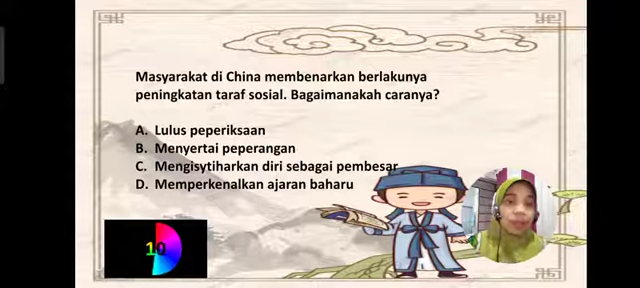 Masyarakat di China membenarkan berlakunya
peningkatan taraf sosial. Bagaimanakah caranya?
A. Lulus peperiksaan
B. Menyertai peperangan
C. Mengisytiharkan diri sebagai pembesar
D. Memperkenalkan ajaran baharu
10